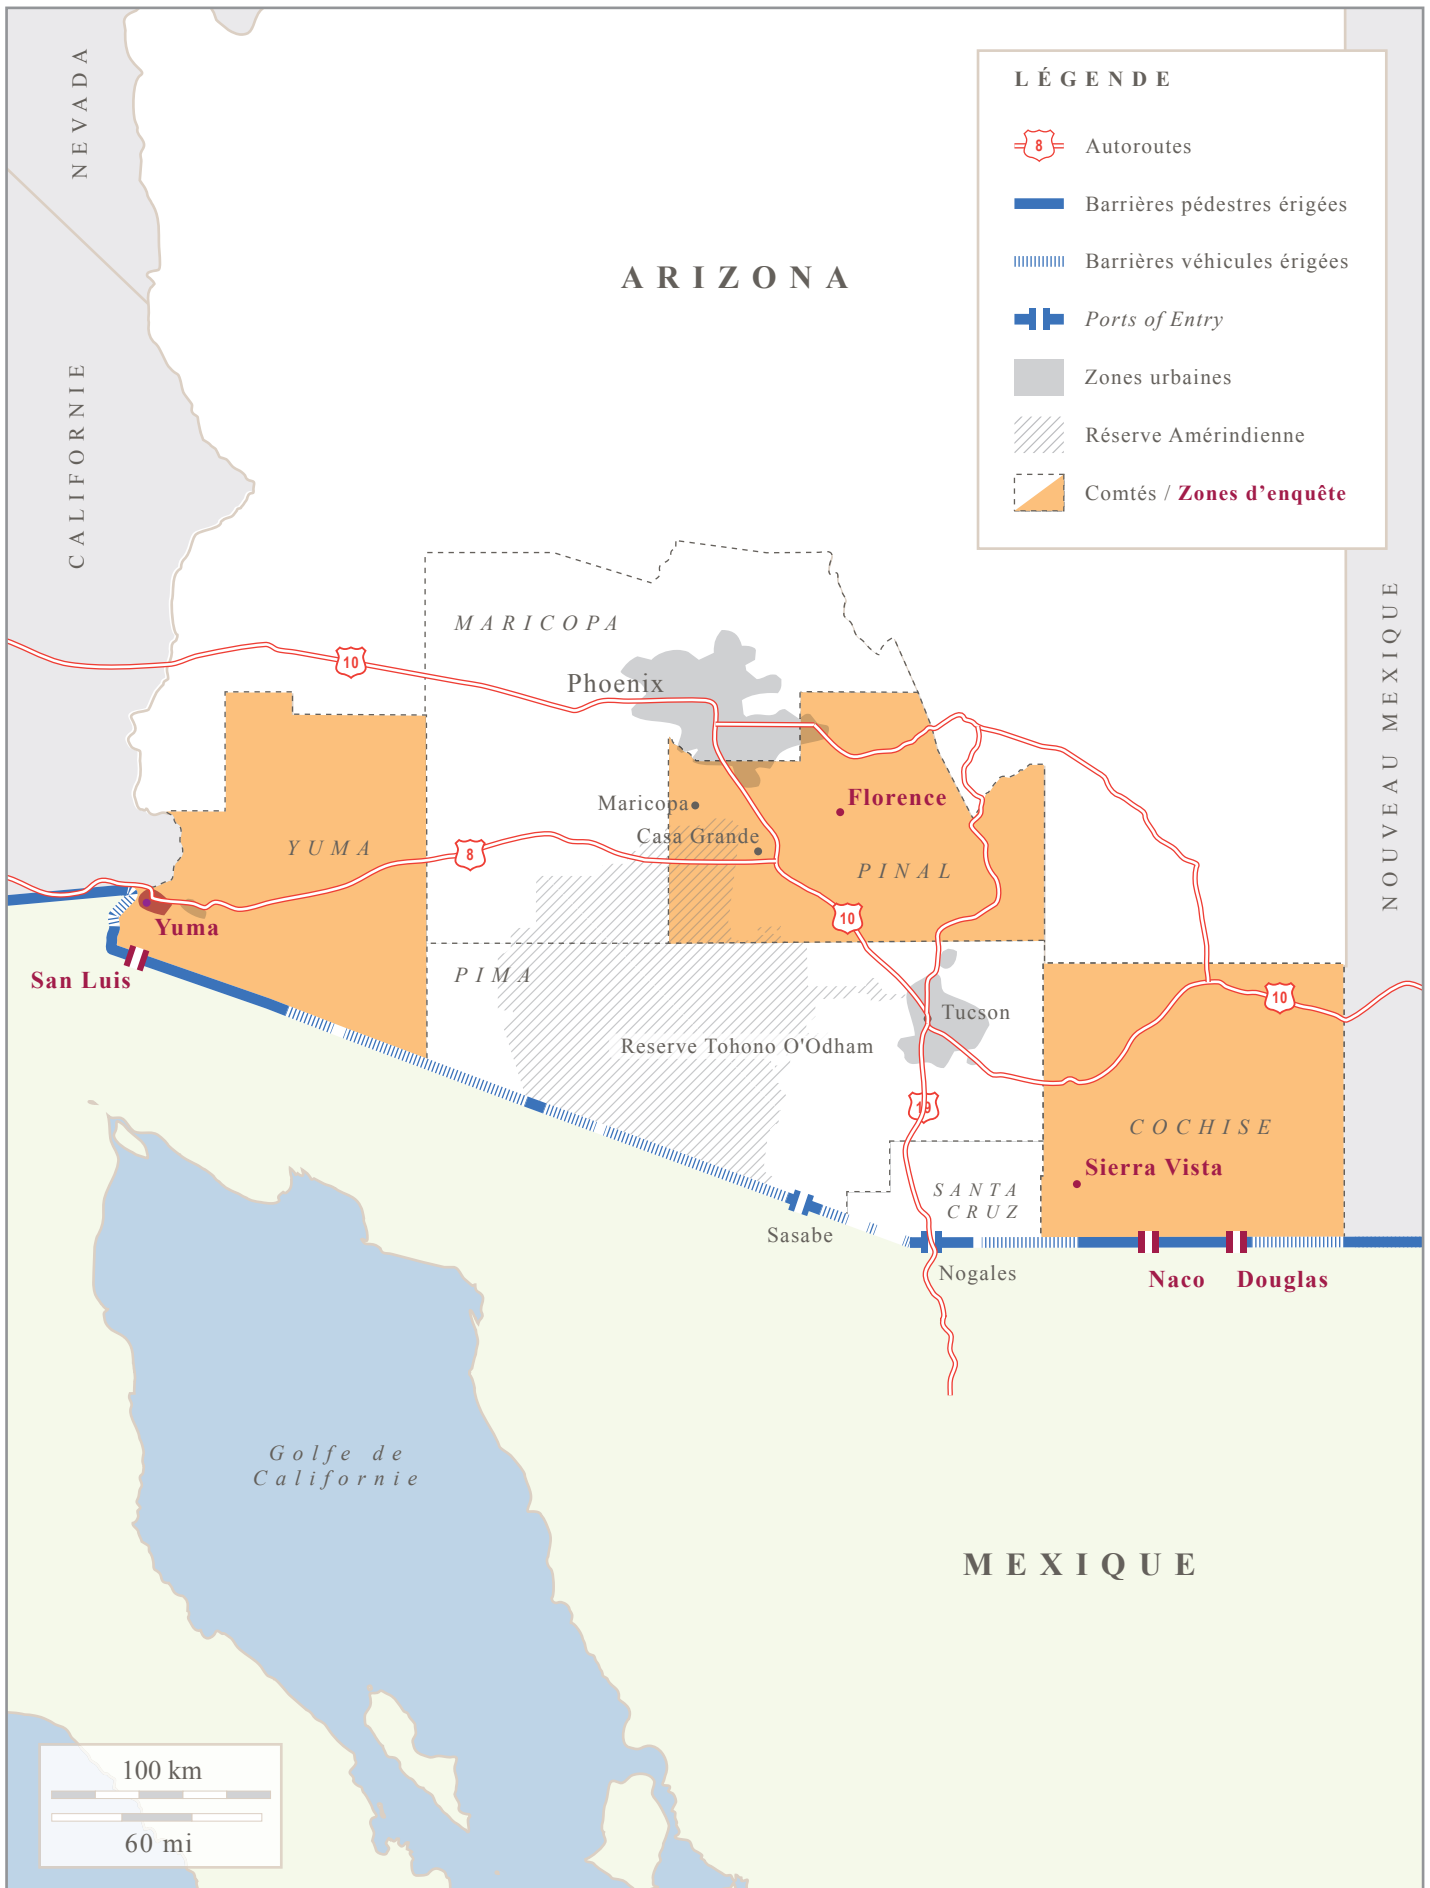 NEVADA
CALIFORNIE
ARIZONA
NOUVEAU MEXIQUE
LÉGENDE
8 Autoroutes
Barrières pédestres érigées
Barrières véhicules érigées
Ports of Entry
Zones urbaines
Réserve Amérindienne
Comtés / Zones d’enquête
MARICOPA
10
Phoenix
Maricopa
Florence
Casa Grande
YUMA
8
PINAL
10
Yuma
San Luis
PIMA
10
Tucson
Reserve Tohono O'Odham
19
COCHISE
Sierra Vista
SANTA
CRUZ
Sasabe
Nogales
Naco
Douglas
Golfe de
Californie
MEXIQUE
100 km
60 mi